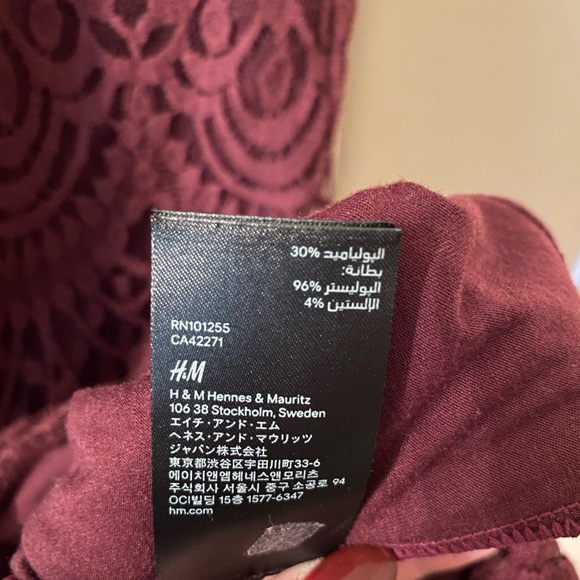 البولياميد 30%
بطانة:
البوليستر 96%
الإلستين 4%
RN101255
CA42271
H&M
H & M Hennes & Mauritz
106 38 Stockholm, Sweden
エイチ・アンド・エム
ヘネス・アンド・マウリッツ
ジャパン株式会社
東京都渋谷区宇田川町33-6
에이치앤엠헤네스앤모리츠
주식회사 서울시 중구 소공로 94
OCI빌딩 15층 1577-6347
hm.com